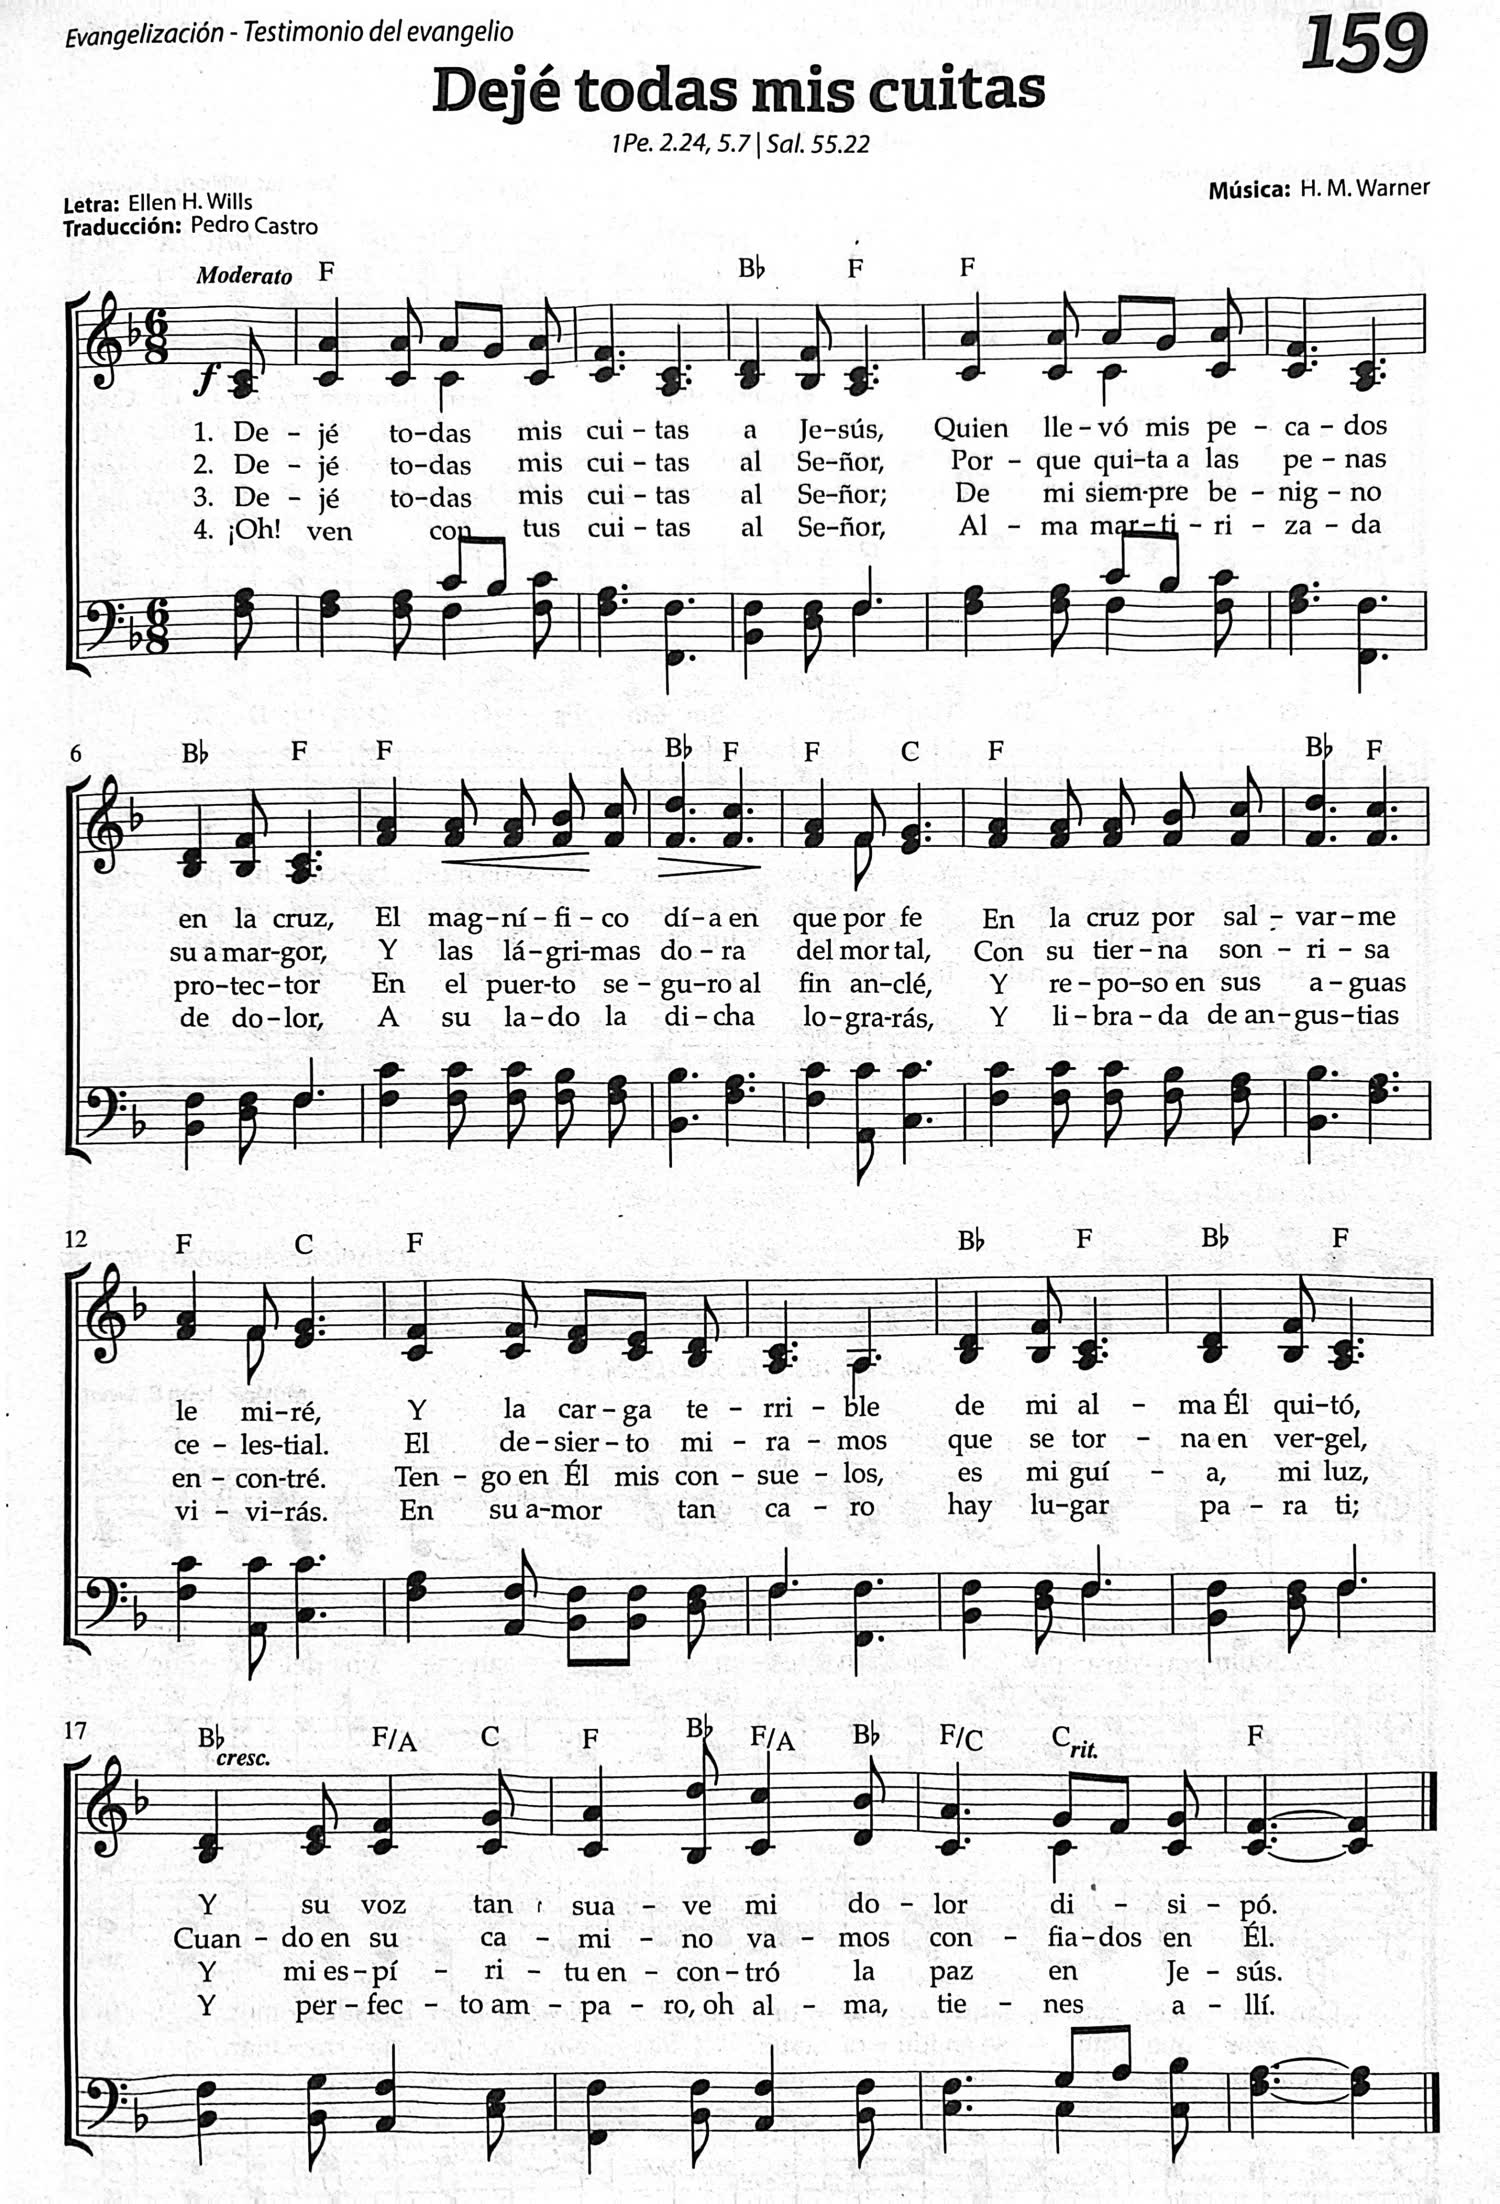 Evangelización - Testimonio del evangelio
159
Dejé todas mis cuitas
1Pe. 2.24, 5.7 | Sal. 55.22
Letra: Ellen H. Wills
Música: H. M. Warner
Traducción: Pedro Castro
Moderato F B♭ F F
f
1. De - jé to-das mis cui - tas a Je-sús, Quien lle - vó mis pe - ca - dos
2. De - jé to-das mis cui - tas al Se-ñor, Por - que qui-ta a las pe - nas
3. De - jé to-das mis cui - tas al Se-ñor; De mi siem-pre be - nig - no
4. ¡Oh! ven con tus cui - tas al Se-ñor, Al - ma mar-ti - ri - za - da
6 B♭ F F B♭ F F C F B♭ F
en la cruz, El mag-ní-fi-co dí-a en que por fe En la cruz por sal - var-me
su a mar-gor, Y las lá-gri-mas do-ra del mor tal, Con su tier-na son - ri - sa
pro-tec-tor En el puer-to se-gu-ro al fin an-clé, Y re-po-so en sus a-guas
de do-lor, A su la-do la di-cha lo-gra-rás, Y li-bra-da de an-gus-tias
12 F C F B♭ F B♭ F
le mi-ré, Y la car-ga te - rri - ble de mi al - ma Él qui-tó,
ce - les-tial. El de-sier-to mi - ra - mos que se tor - na en ver-gel,
en-con-tré. Ten - go en Él mis con - sue - los, es mi guí - a, mi luz,
vi - vi-rás. En su a-mor tan ca - ro hay lu-gar pa - ra ti;
17 B♭ F/A C F B♭ F/A B♭ F/C C F
cresc. rit.
Y su voz tan sua - ve mi do - lor di - si - pó.
Cuan - do en su ca - mi - no va - mos con - fia-dos en Él.
Y mi es-pí - ri - tu en - con-tró la paz en Je - sús.
Y per-fec - to am - pa - ro, oh al - ma, tie - nes a - llí.